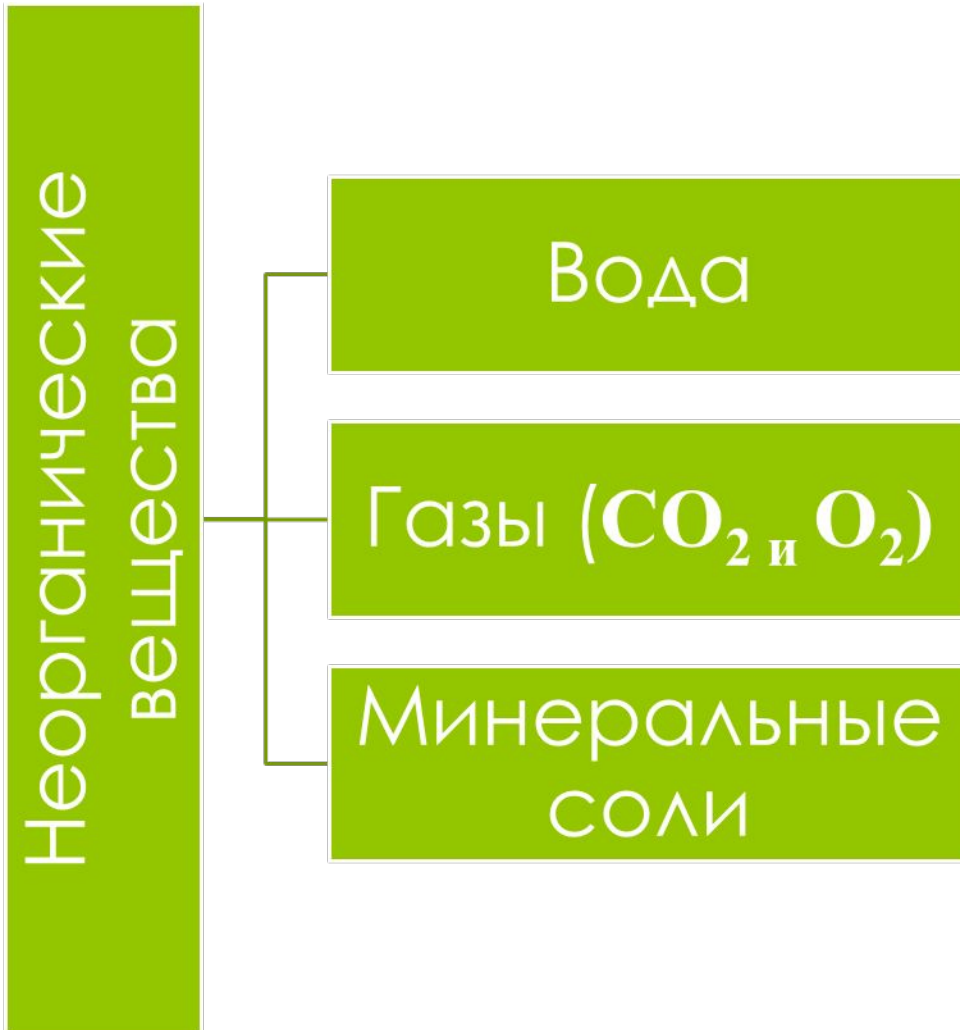 Неорганические
вещества
Вода
Газы (CO₂ и O₂)
Минеральные
соли